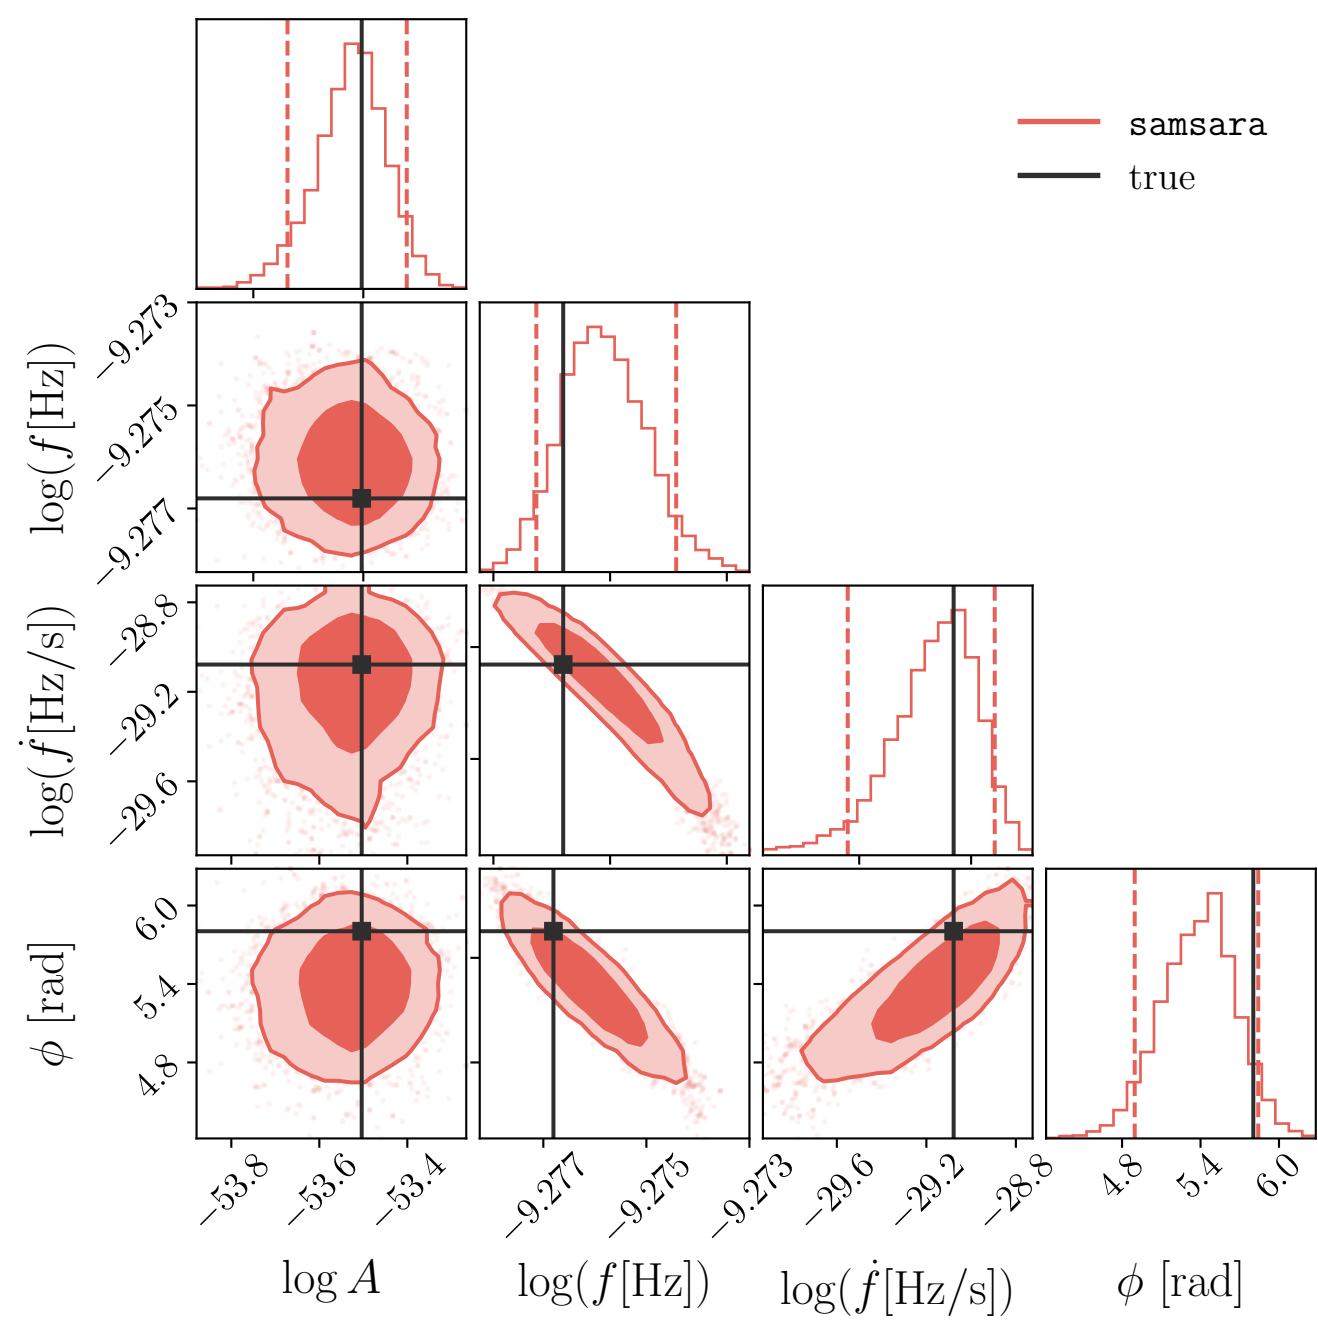 samsara
true
log(f[Hz])
−9.273
−9.275
−9.277
log(ḟ[Hz/s])
−28.8
−29.2
−29.6
ϕ [rad]
6.0
5.4
4.8
−53.8 −53.6 −53.4
−9.277 −9.275 −9.273
−29.6 −29.2 −28.8
4.8 5.4 6.0
log A
log(f[Hz])
log(ḟ[Hz/s])
ϕ [rad]